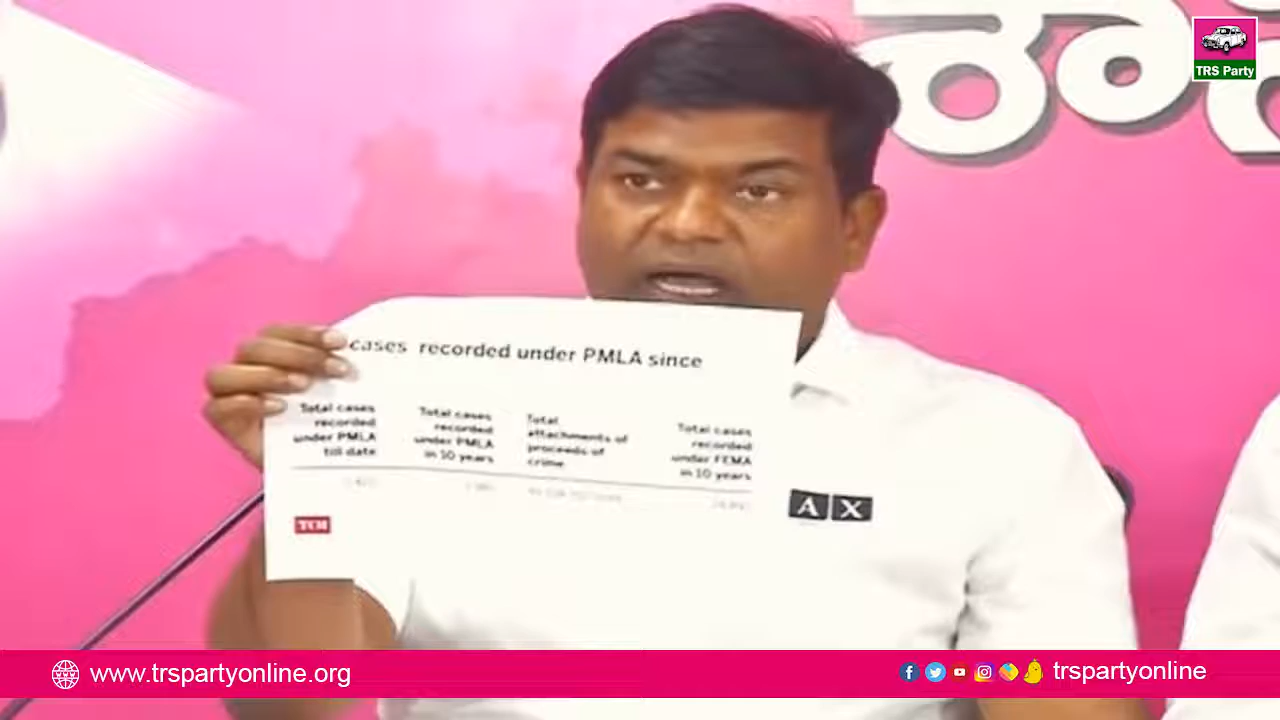 శాస
TRS Party
cases recorded under PMLA since
Total cases
recorded
under PMLA
till date
Total cases
recorded
under PMLA
in 10 years
Total
attachments of
proceeds of
crime
Total cases
recorded
under FEMA
in 10 years
TOI
AX
www.trspartyonline.org
trspartyonline